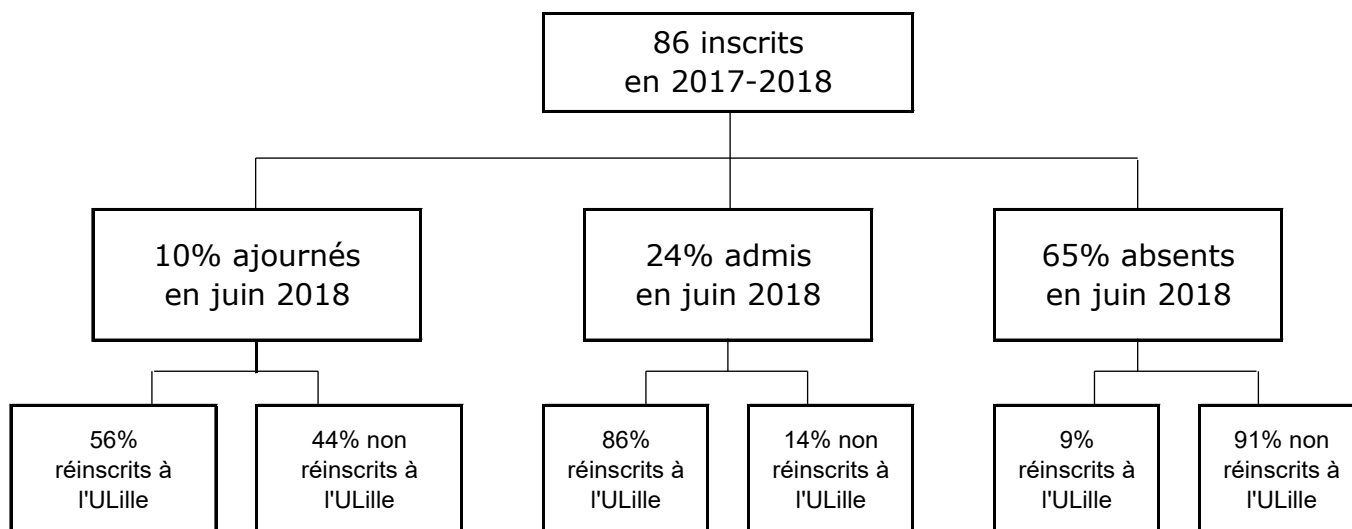 86 inscrits
en 2017-2018
10% ajournés
en juin 2018
24% admis
en juin 2018
65% absents
en juin 2018
56%
réinscrits à
l'ULille
44% non
réinscrits à
l'ULille
86%
réinscrits à
l'ULille
14% non
réinscrits à
l'ULille
9%
réinscrits à
l'ULille
91% non
réinscrits à
l'ULille